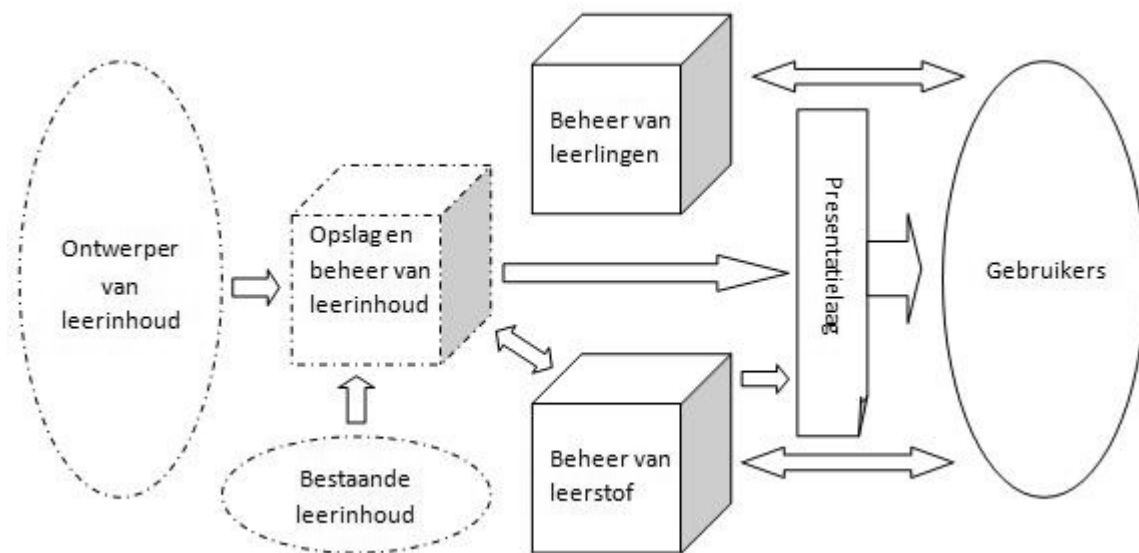 Beheer van
leerlingen
Ontwerper
van
leerinhoud
Opslag en
beheer van
leerinhoud
Presentatielaag
Gebruikers
Beheer van
leerstof
Bestaande
leerinhoud